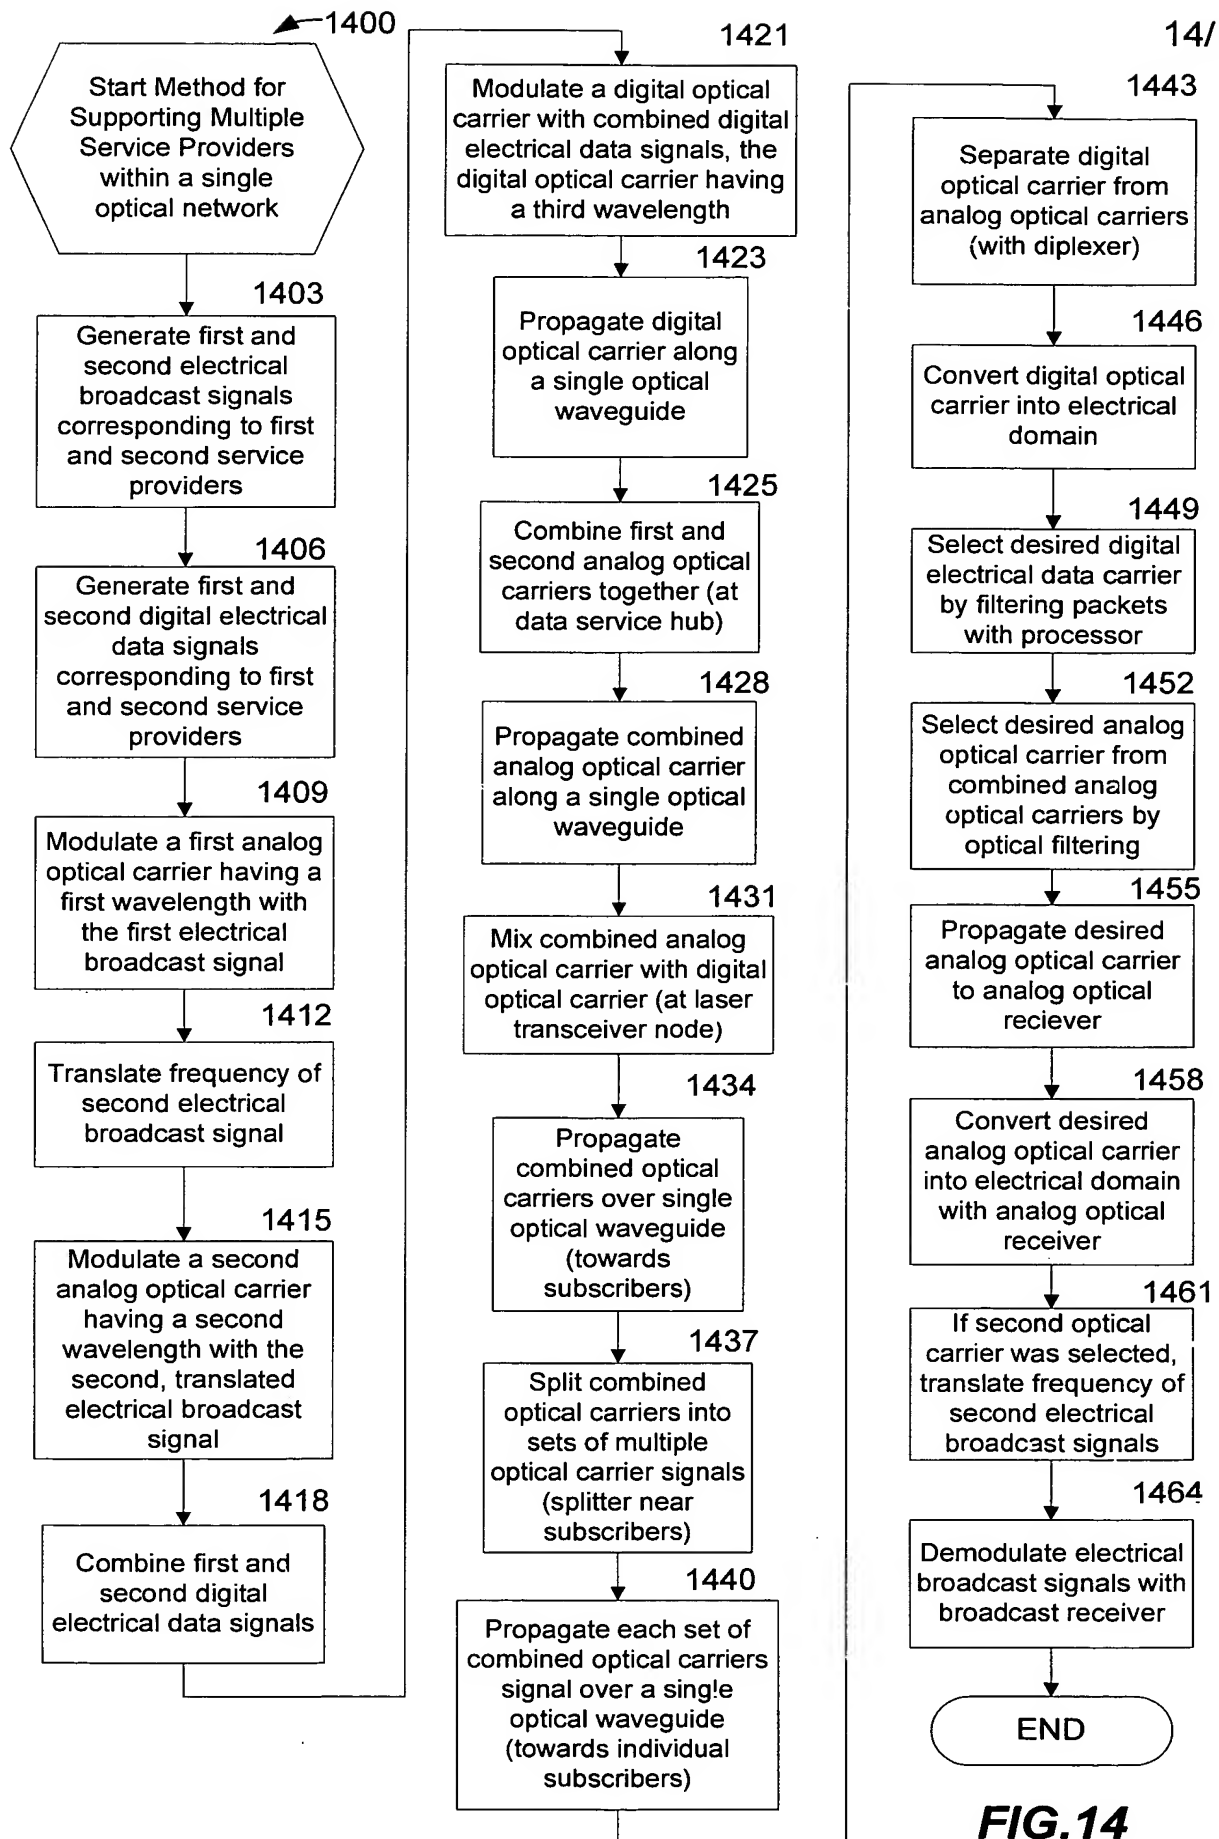 1400
Start Method for
Supporting Multiple
Service Providers
within a single
optical network
1403
Generate first and
second electrical
broadcast signals
corresponding to first
and second service
providers
1406
Generate first and
second digital electrical
data signals
corresponding to first
and second service
providers
1409
Modulate a first analog
optical carrier having a
first wavelength with
the first electrical
broadcast signal
1412
Translate frequency of
second electrical
broadcast signal
1415
Modulate a second
analog optical carrier
having a second
wavelength with the
second, translated
electrical broadcast
signal
1418
Combine first and
second digital
electrical data signals
1421
Modulate a digital optical
carrier with combined digital
electrical data signals, the
digital optical carrier having
a third wavelength
1423
Propagate digital
optical carrier along
a single optical
waveguide
1425
Combine first and
second analog optical
carriers together (at
data service hub)
1428
Propagate combined
analog optical carrier
along a single optical
waveguide
1431
Mix combined analog
optical carrier with digital
optical carrier (at laser
transceiver node)
1434
Propagate
combined optical
carriers over single
optical waveguide
(towards
subscribers)
1437
Split combined
optical carriers into
sets of multiple
optical carrier signals
(splitter near
subscribers)
1440
Propagate each set of
combined optical carriers
signal over a single
optical waveguide
(towards individual
subscribers)
14/
1443
Separate digital
optical carrier from
analog optical carriers
(with diplexer)
1446
Convert digital optical
carrier into electrical
domain
1449
Select desired digital
electrical data carrier
by filtering packets
with processor
1452
Select desired analog
optical carrier from
combined analog
optical carriers by
optical filtering
1455
Propagate desired
analog optical carrier
to analog optical
reciever
1458
Convert desired
analog optical carrier
into electrical domain
with analog optical
receiver
1461
If second optical
carrier was selected,
translate frequency of
second electrical
broadcast signals
1464
Demodulate electrical
broadcast signals with
broadcast receiver
END
FIG.14